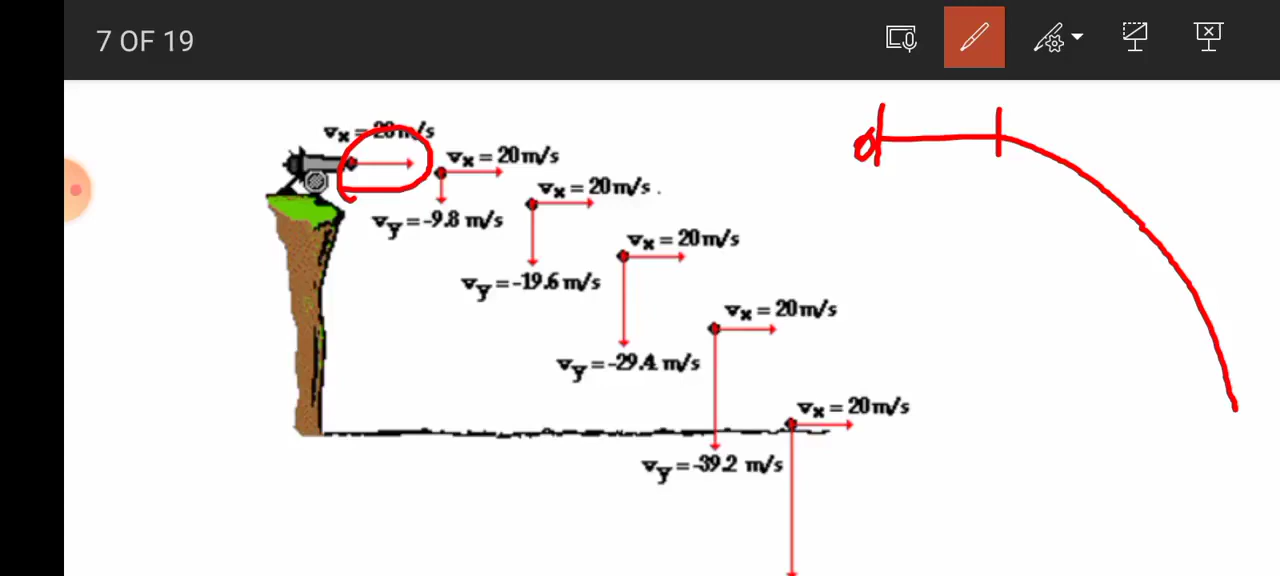 7 OF 19
vx = 20 m/s
vx = 20 m/s
vx = 20 m/s .
vy = -9.8 m/s
vx = 20 m/s
vy = -19.6 m/s
vx = 20 m/s
vy = -29.4 m/s
vx = 20 m/s
vy = -39.2 m/s